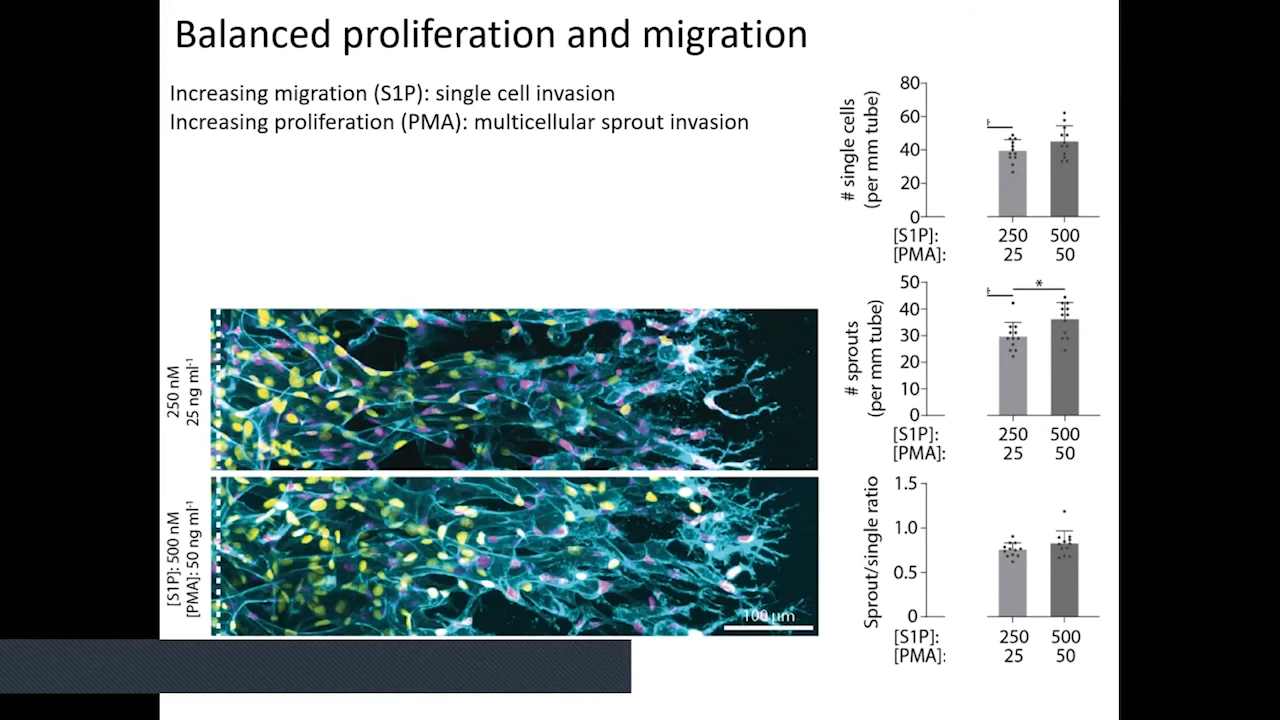 Balanced proliferation and migration
Increasing migration (S1P): single cell invasion
Increasing proliferation (PMA): multicellular sprout invasion
# single cells
(per mm tube)
80
60
40
20
0
[S1P]: 250 500
[PMA]: 25 50
# sprouts
(per mm tube)
50
40
30
20
10
0
*
[S1P]: 250 500
[PMA]: 25 50
Sprout/single ratio
1.5
1.0
0.5
0
[S1P]: 250 500
[PMA]: 25 50
250 nM
25 ng ml-1
[S1P]: 500 nM
[PMA]: 50 ng ml-1
100 µm